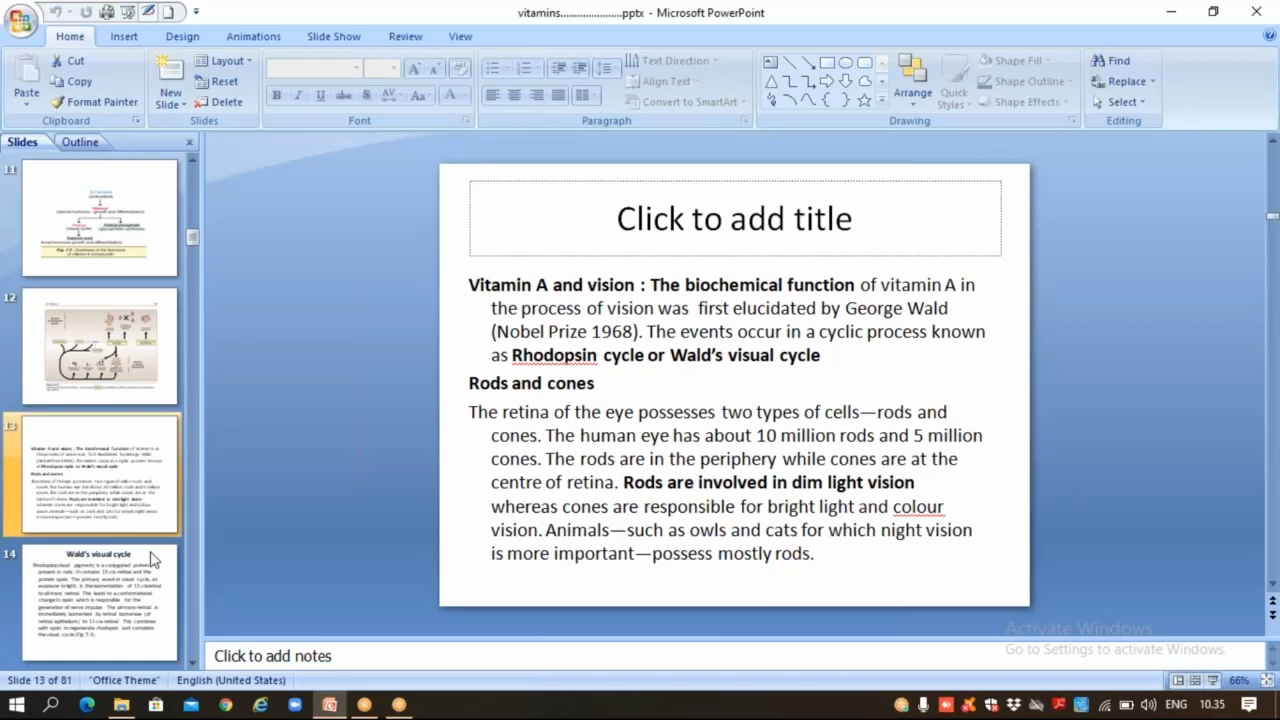 vitamins.....................pptx - Microsoft PowerPoint
Home Insert Design Animations Slide Show Review View
Cut
Copy
Format Painter
Paste
Clipboard
New
Slide
Layout
Reset
Delete
Slides
Font
Text Direction
Align Text
Convert to SmartArt
Paragraph
Arrange
Quick
Styles
Shape Fill
Shape Outline
Shape Effects
Drawing
Find
Replace
Select
Editing
Slides Outline
11
12
13
14
Wald's visual cycle
Click to add title
Vitamin A and vision : The biochemical function of vitamin A in
the process of vision was first elucidated by George Wald
(Nobel Prize 1968). The events occur in a cyclic process known
as Rhodopsin cycle or Wald's visual cycle
Rods and cones
The retina of the eye possesses two types of cells—rods and
cones. The human eye has about 10 million rods and 5 million
cones. The rods are in the periphery while cones are at the
centre of retina. Rods are involved in dim light vision
whereas cones are responsible for bright light and colour
vision. Animals—such as owls and cats for which night vision
is more important—possess mostly rods.
Activate Windows
Go to Settings to activate Windows.
Click to add notes
Slide 13 of 81 "Office Theme" English (United States) 66%
ENG 10.35